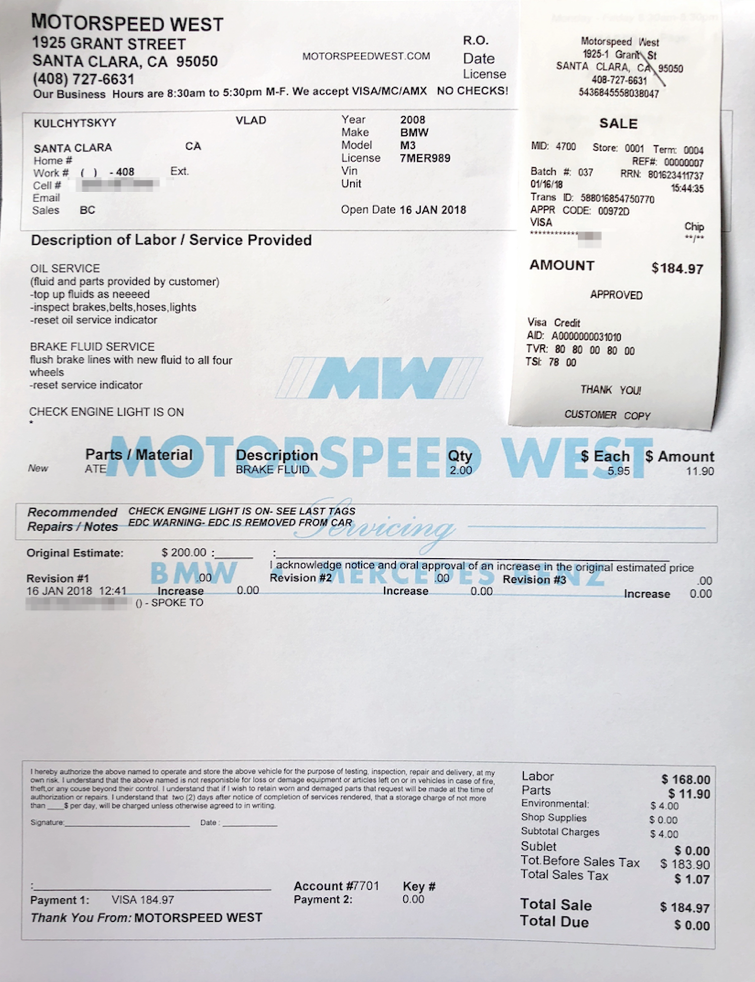 MOTORSPEED WEST
1925 GRANT STREET
SANTA CLARA, CA 95050
(408) 727-6631
MOTORSPEEDWEST.COM
R.O.
Date
License
Our Business Hours are 8:30am to 5:30pm M-F. We accept VISA/MC/AMX NO CHECKS!
KULCHYTSKYY VLAD
SANTA CLARA CA
Home #
Work # ( ) - 408 Ext.
Cell #
Email
Sales BC
Year 2008
Make BMW
Model M3
License 7MER989
Vin
Unit
Open Date 16 JAN 2018
Motorspeed West
1925-1 Grant St
SANTA CLARA, CA 95050
408-727-6631
5436845558038047
SALE
MID: 4700 Store: 0001 Term: 0004
REF#: 00000007
Batch #: 037 RRN: 801623411737
01/16/18 15:44:35
Trans ID: 588016854750770
APPR CODE: 00972D
VISA Chip
************ **/**
AMOUNT $184.97
APPROVED
Visa Credit
AID: A0000000031010
TVR: 80 80 00 80 00
TSI: 78 00
THANK YOU!
CUSTOMER COPY
Description of Labor / Service Provided
OIL SERVICE
(fluid and parts provided by customer)
-top up fluids as neeeed
-inspect brakes,belts,hoses,lights
-reset oil service indicator
BRAKE FLUID SERVICE
flush brake lines with new fluid to all four
wheels
-reset service indicator
CHECK ENGINE LIGHT IS ON
*
MW
MOTORSPEED WEST
Servicing
BMW • MERCEDES BENZ
Parts / Material Description Qty $ Each $ Amount
New ATE BRAKE FLUID 2.00 5.95 11.90
Recommended Repairs / Notes
CHECK ENGINE LIGHT IS ON- SEE LAST TAGS
EDC WARNING- EDC IS REMOVED FROM CAR
Original Estimate: $ 200.00 :______ :______
I acknowledge notice and oral approval of an increase in the original estimated price
Revision #1 .00 Revision #2 .00 Revision #3 .00
16 JAN 2018 12:41 Increase 0.00 Increase 0.00 Increase 0.00
() - SPOKE TO
I hereby authorize the above named to operate and store the above vehicle for the purpose of testing, inspection, repair and delivery, at my
own risk. I understand that the above named is not responisble for loss or damage equipment or articles left on or in vehicles in case of fire,
theft,or any couse beyond their control. I understand that if I wish to retain worn and damaged parts that request will be made at the time of
authorization or repairs. I understand that two (2) days after notice of completion of services rendered, that a storage charge of not more
than ____$ per day, will be charged unless otherwise agreed to in writing.
Signature:______ Date :______
:______
Account #7701 Key #
Payment 1: VISA 184.97 Payment 2: 0.00
Thank You From: MOTORSPEED WEST
Labor $ 168.00
Parts $ 11.90
Environmental: $ 4.00
Shop Supplies $ 0.00
Subtotal Charges $ 4.00
Sublet $ 0.00
Tot.Before Sales Tax $ 183.90
Total Sales Tax $ 1.07
Total Sale $ 184.97
Total Due $ 0.00